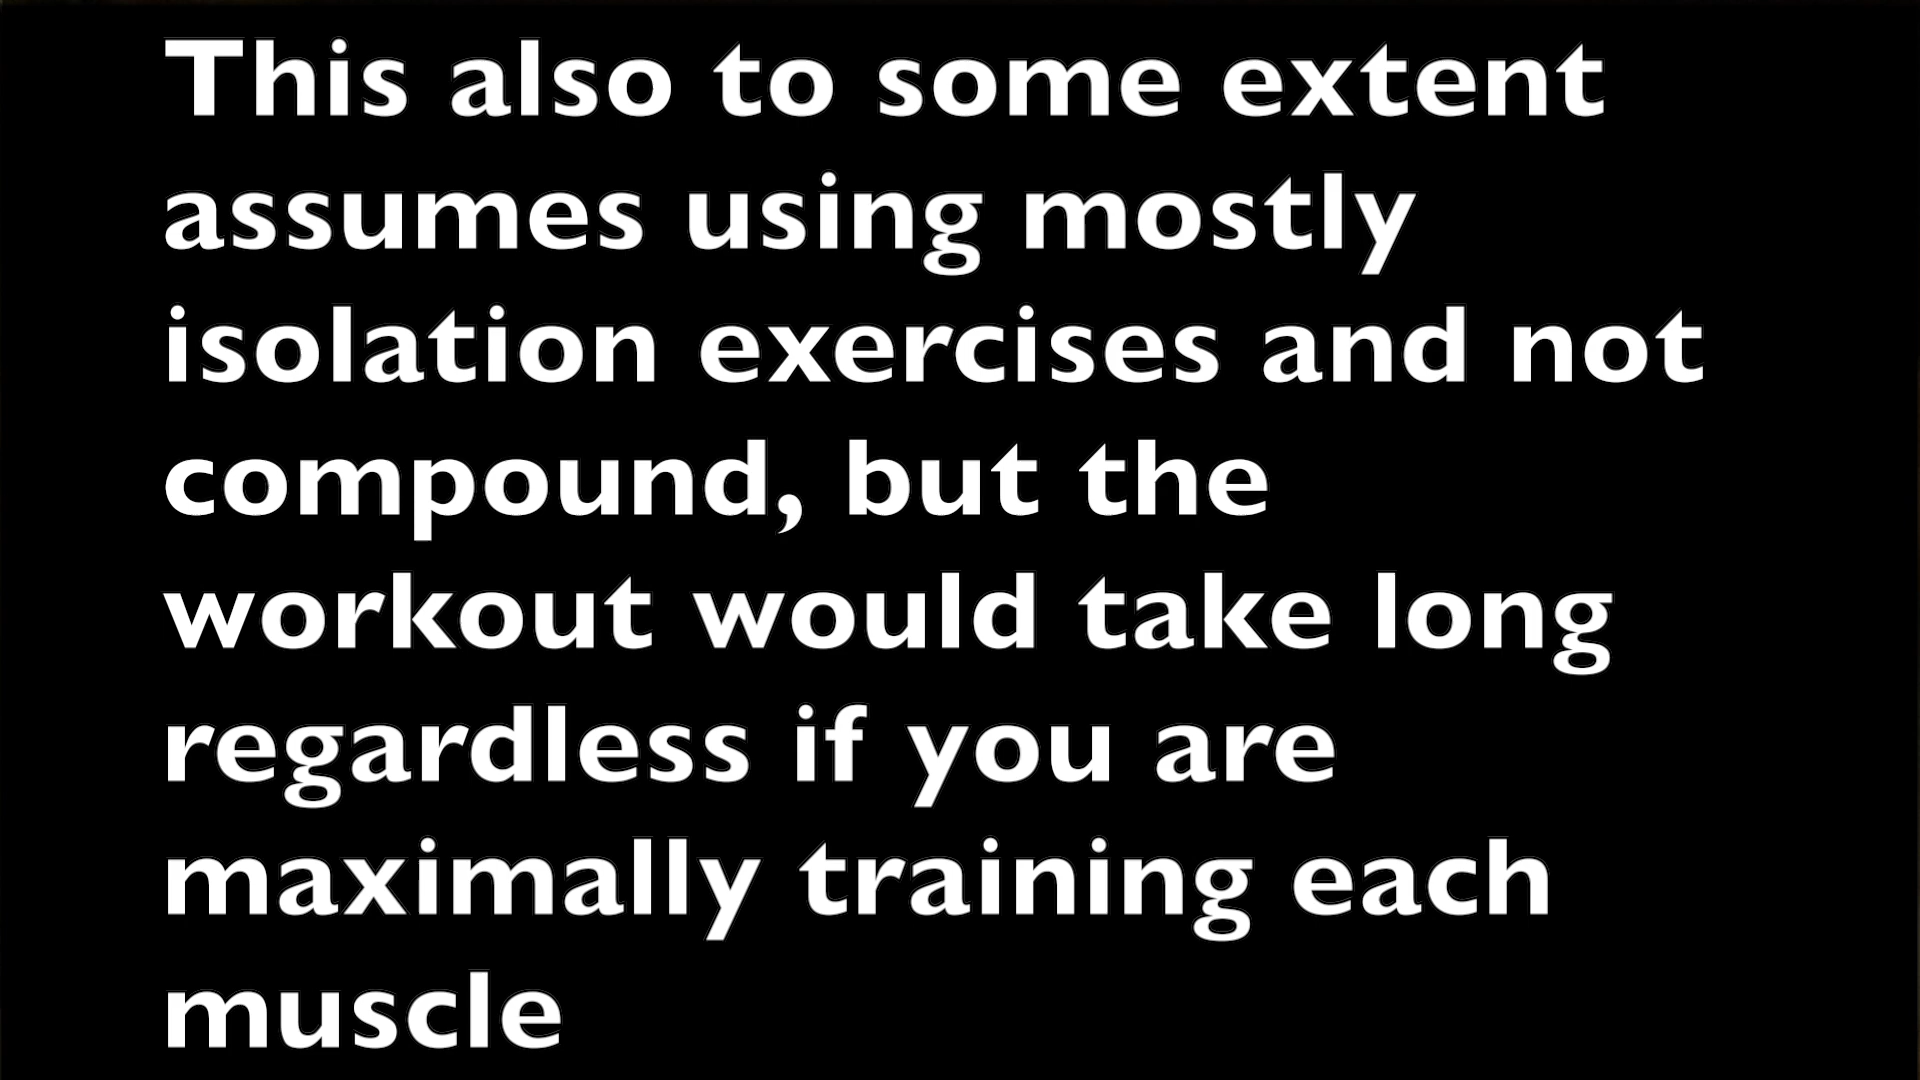 This also to some extent
assumes using mostly
isolation exercises and not
compound, but the
workout would take long
regardless if you are
maximally training each
muscle